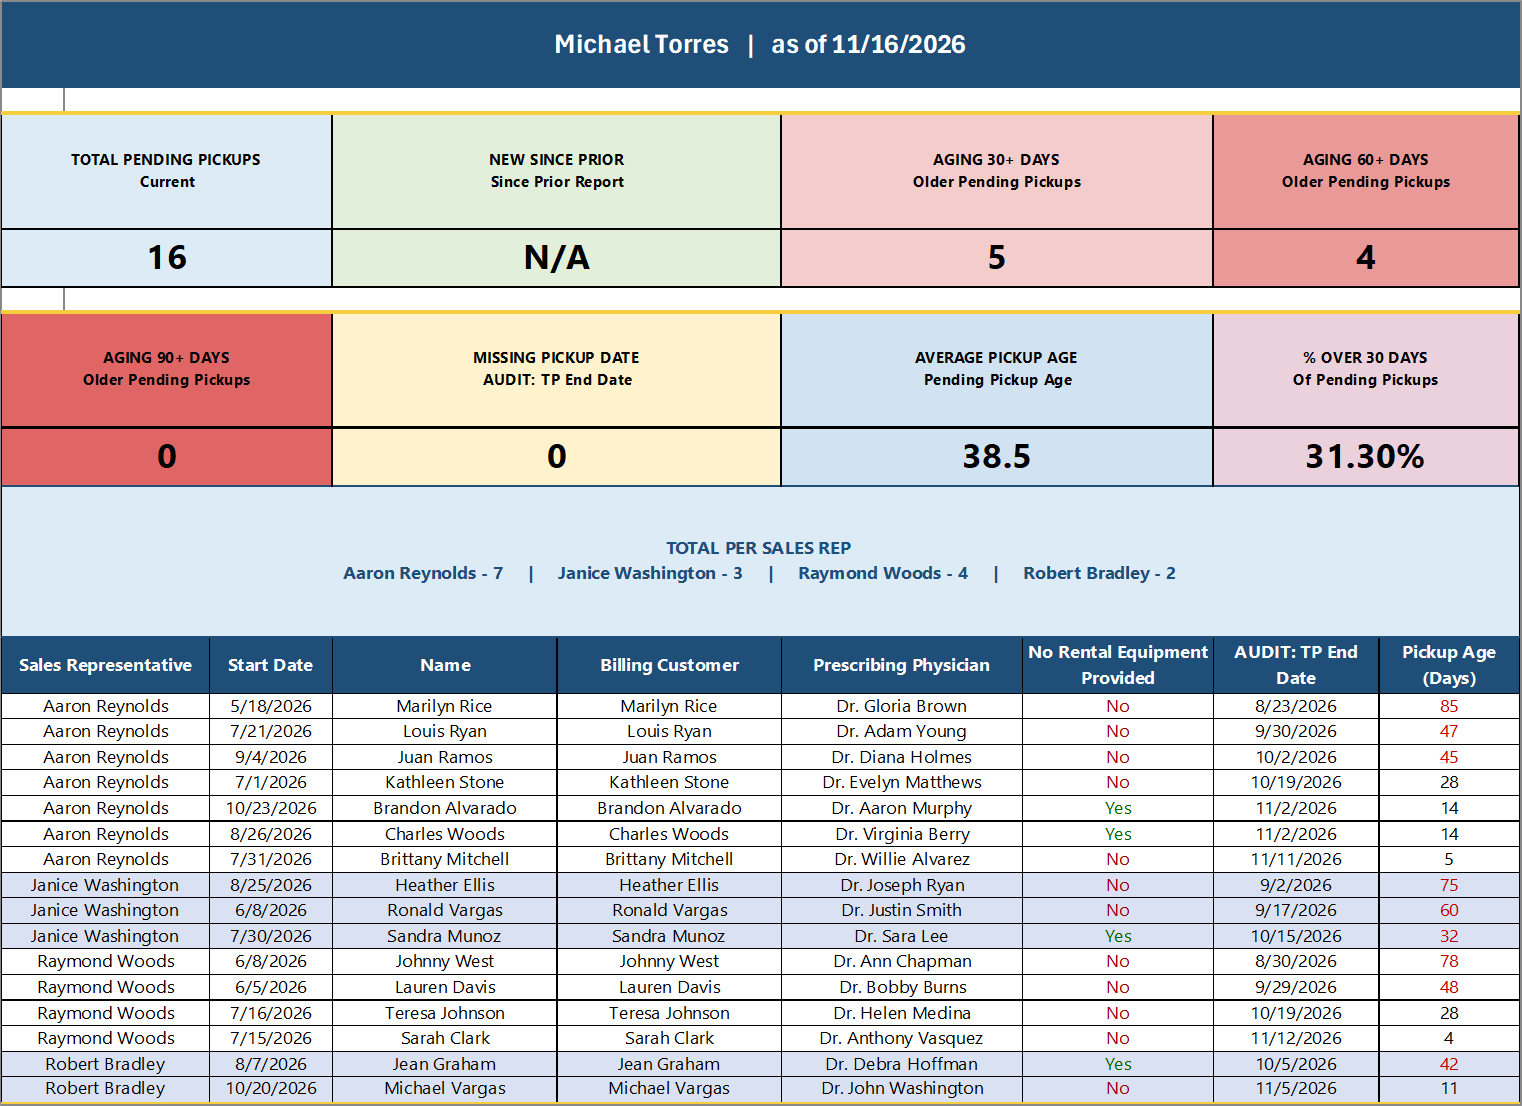 Michael Torres | as of 11/16/2026
TOTAL PENDING PICKUPS
Current
NEW SINCE PRIOR
Since Prior Report
AGING 30+ DAYS
Older Pending Pickups
AGING 60+ DAYS
Older Pending Pickups
16
N/A
5
4
AGING 90+ DAYS
Older Pending Pickups
MISSING PICKUP DATE
AUDIT: TP End Date
AVERAGE PICKUP AGE
Pending Pickup Age
% OVER 30 DAYS
Of Pending Pickups
0
0
38.5
31.30%
TOTAL PER SALES REP
Aaron Reynolds - 7 | Janice Washington - 3 | Raymond Woods - 4 | Robert Bradley - 2
Sales Representative Start Date Name Billing Customer Prescribing Physician No Rental Equipment Provided AUDIT: TP End Date Pickup Age (Days)
Aaron Reynolds 5/18/2026 Marilyn Rice Marilyn Rice Dr. Gloria Brown No 8/23/2026 85
Aaron Reynolds 7/21/2026 Louis Ryan Louis Ryan Dr. Adam Young No 9/30/2026 47
Aaron Reynolds 9/4/2026 Juan Ramos Juan Ramos Dr. Diana Holmes No 10/2/2026 45
Aaron Reynolds 7/1/2026 Kathleen Stone Kathleen Stone Dr. Evelyn Matthews No 10/19/2026 28
Aaron Reynolds 10/23/2026 Brandon Alvarado Brandon Alvarado Dr. Aaron Murphy Yes 11/2/2026 14
Aaron Reynolds 8/26/2026 Charles Woods Charles Woods Dr. Virginia Berry Yes 11/2/2026 14
Aaron Reynolds 7/31/2026 Brittany Mitchell Brittany Mitchell Dr. Willie Alvarez No 11/11/2026 5
Janice Washington 8/25/2026 Heather Ellis Heather Ellis Dr. Joseph Ryan No 9/2/2026 75
Janice Washington 6/8/2026 Ronald Vargas Ronald Vargas Dr. Justin Smith No 9/17/2026 60
Janice Washington 7/30/2026 Sandra Munoz Sandra Munoz Dr. Sara Lee Yes 10/15/2026 32
Raymond Woods 6/8/2026 Johnny West Johnny West Dr. Ann Chapman No 8/30/2026 78
Raymond Woods 6/5/2026 Lauren Davis Lauren Davis Dr. Bobby Burns No 9/29/2026 48
Raymond Woods 7/16/2026 Teresa Johnson Teresa Johnson Dr. Helen Medina No 10/19/2026 28
Raymond Woods 7/15/2026 Sarah Clark Sarah Clark Dr. Anthony Vasquez No 11/12/2026 4
Robert Bradley 8/7/2026 Jean Graham Jean Graham Dr. Debra Hoffman Yes 10/5/2026 42
Robert Bradley 10/20/2026 Michael Vargas Michael Vargas Dr. John Washington No 11/5/2026 11